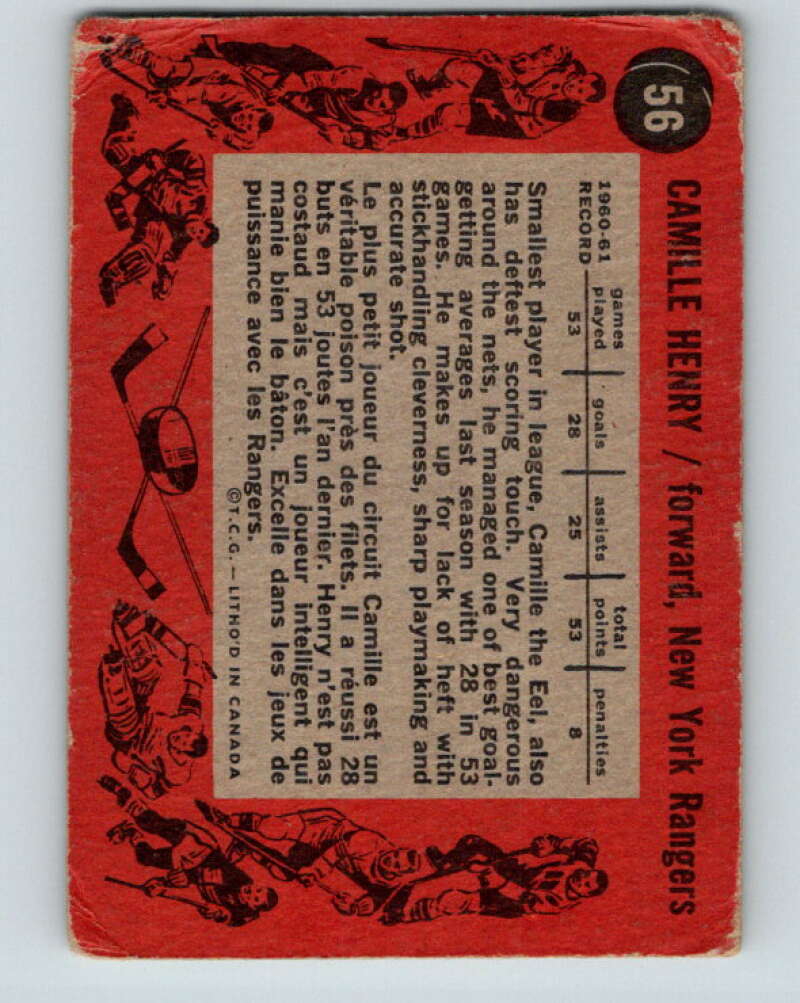 56
CAMILLE HENRY / forward, New York Rangers
games played goals assists total points penalties
1960-61 RECORD 53 28 25 53 8
Smallest player in league, Camille the Eel, also
has deftest scoring touch. Very dangerous
around the nets, he managed one of best goal-
getting averages last season with 28 in 53
games. He makes up for lack of heft with
stickhandling cleverness, sharp playmaking and
accurate shot.
Le plus petit joueur du circuit Camille est un
véritable poison près des filets. Il a réussi 28
buts en 53 joutes l'an dernier. Henry n'est pas
costaud mais c'est un joueur intelligent qui
manie bien le bâton. Excelle dans les jeux de
puissance avec les Rangers.
©T.C.G. — LITHO'D IN CANADA